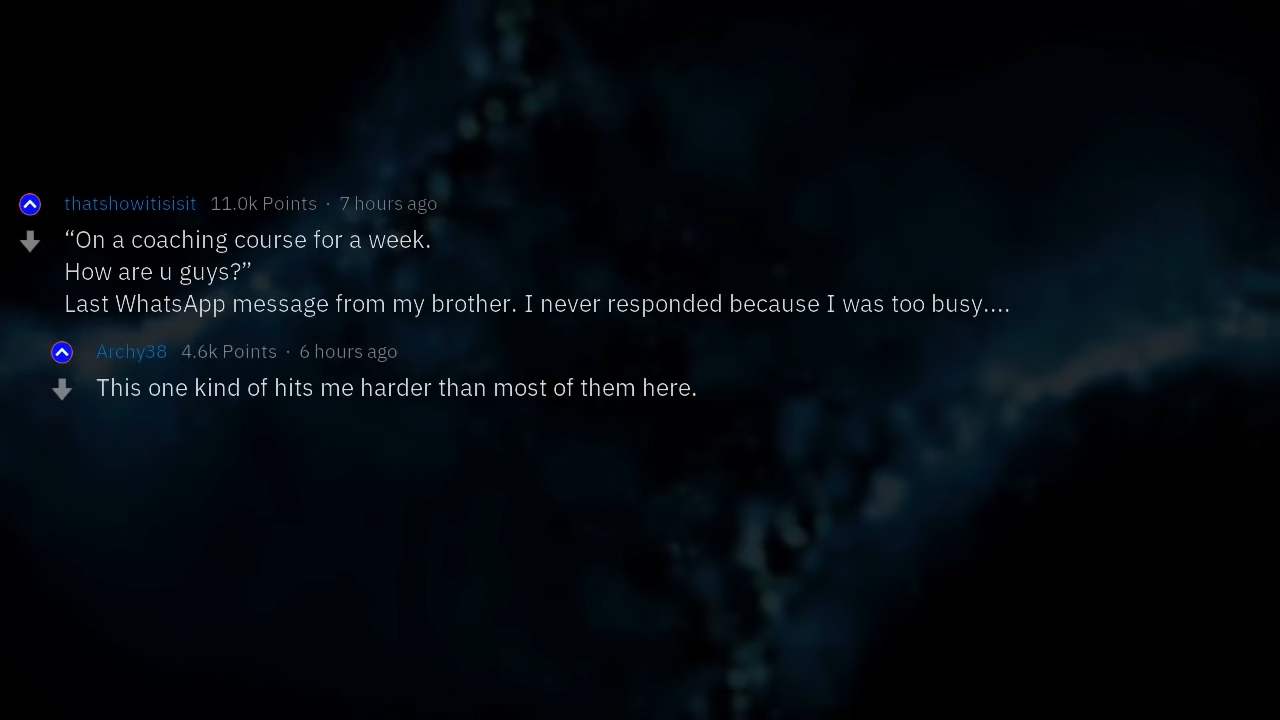 thatshowitisisit 11.0k Points · 7 hours ago
“On a coaching course for a week.
How are u guys?”
Last WhatsApp message from my brother. I never responded because I was too busy....
Archy38 4.6k Points · 6 hours ago
This one kind of hits me harder than most of them here.